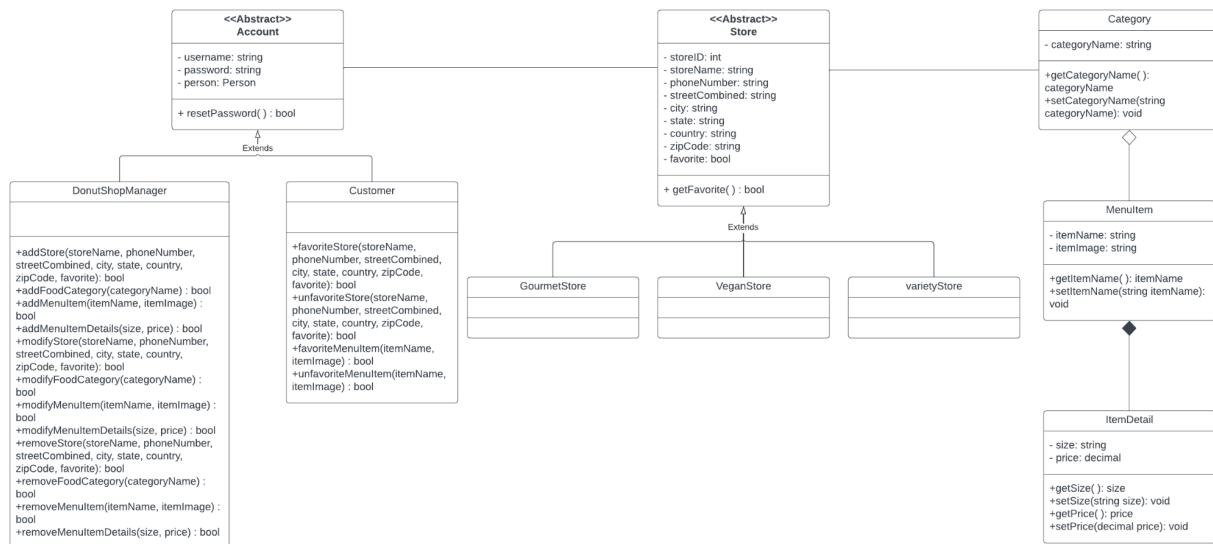 <<Abstract>>
Account
- username: string
- password: string
- person: Person
+ resetPassword( ) : bool
Extends
<<Abstract>>
Store
- storeID: int
- storeName: string
- phoneNumber: string
- streetCombined: string
- city: string
- state: string
- country: string
- zipCode: string
- favorite: bool
+ getFavorite( ) : bool
Extends
Category
- categoryName: string
+getCategoryName( ):
categoryName
+setCategoryName(string
categoryName): void
DonutShopManager
+addStore(storeName, phoneNumber,
streetCombined, city, state, country,
zipCode, favorite): bool
+addFoodCategory(categoryName) : bool
+addMenuItem(itemName, itemImage) :
bool
+addMenuItemDetails(size, price) : bool
+modifyStore(storeName, phoneNumber,
streetCombined, city, state, country,
zipCode, favorite): bool
+modifyFoodCategory(categoryName) :
bool
+modifyMenuItem(itemName, itemImage) :
bool
+modifyMenuItemDetails(size, price) : bool
+removeStore(storeName, phoneNumber,
streetCombined, city, state, country,
zipCode, favorite): bool
+removeFoodCategory(categoryName) :
bool
+removeMenuItem(itemName, itemImage) :
bool
+removeMenuItemDetails(size, price) : bool
Customer
+favoriteStore(storeName,
phoneNumber, streetCombined,
city, state, country, zipCode,
favorite): bool
+unfavoriteStore(storeName,
phoneNumber, streetCombined,
city, state, country, zipCode,
favorite): bool
+favoriteMenuItem(itemName,
itemImage) : bool
+unfavoriteMenuItem(itemName,
itemImage) : bool
GourmetStore
VeganStore
varietyStore
MenuItem
- itemName: string
- itemImage: string
+getItemName( ): itemName
+setItemName(string itemName):
void
ItemDetail
- size: string
- price: decimal
+getSize( ): size
+setSize(string size): void
+getPrice( ): price
+setPrice(decimal price): void